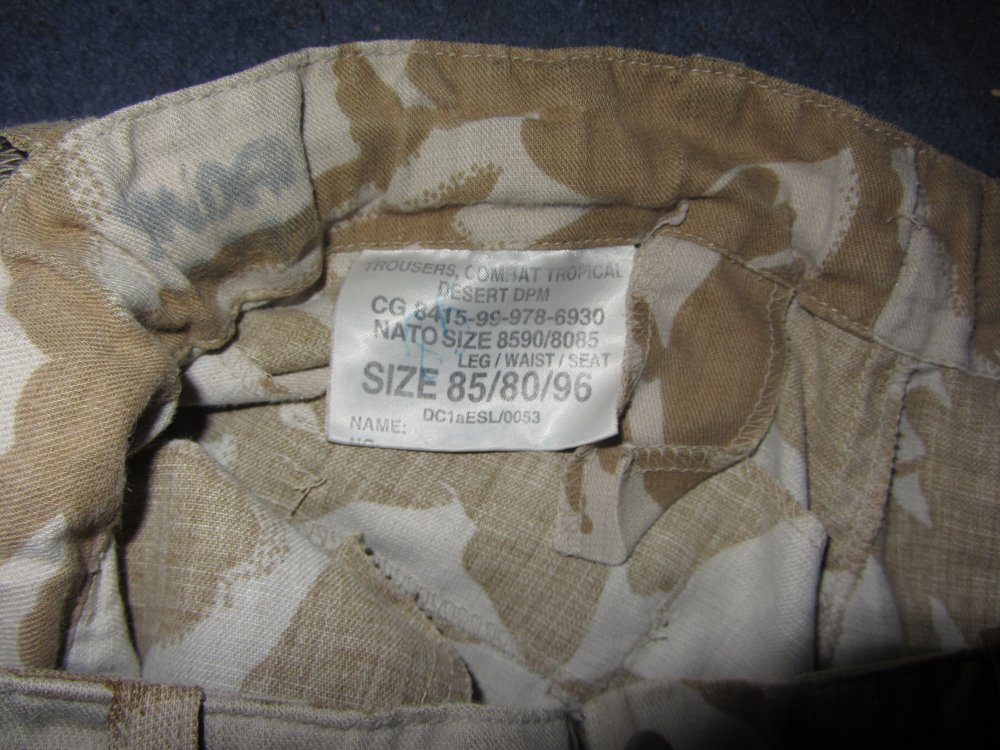 TROUSERS, COMBAT TROPICAL
DESERT DPM
CG 8415-99-978-6930
NATO SIZE 8590/8085
LEG / WAIST / SEAT
SIZE 85/80/96
DC1aESL/0053
NAME: